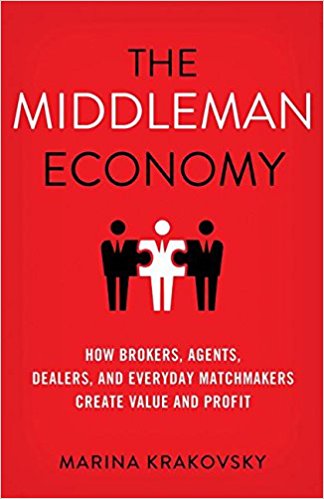 THE
MIDDLEMAN
ECONOMY
HOW BROKERS, AGENTS,
DEALERS, AND EVERYDAY MATCHMAKERS
CREATE VALUE AND PROFIT
MARINA KRAKOVSKY